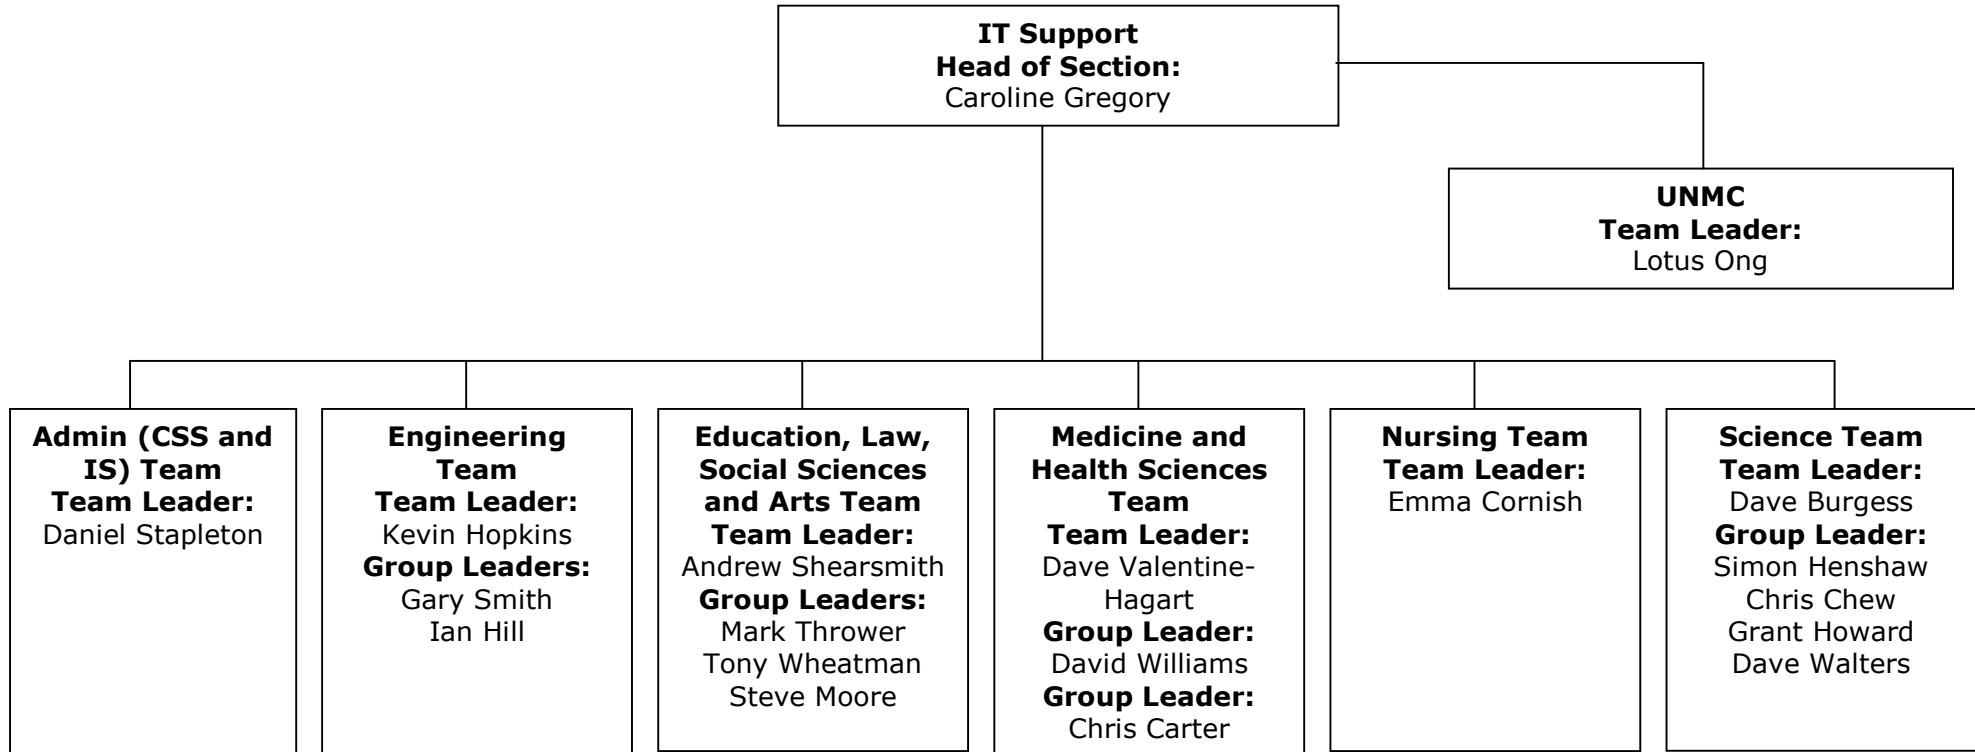 IT Support
Head of Section:
Caroline Gregory
UNMC
Team Leader:
Lotus Ong
Admin (CSS and
IS) Team
Team Leader:
Daniel Stapleton
Engineering
Team
Team Leader:
Kevin Hopkins
Group Leaders:
Gary Smith
Ian Hill
Education, Law,
Social Sciences
and Arts Team
Team Leader:
Andrew Shearsmith
Group Leaders:
Mark Thrower
Tony Wheatman
Steve Moore
Medicine and
Health Sciences
Team
Team Leader:
Dave Valentine-
Hagart
Group Leader:
David Williams
Group Leader:
Chris Carter
Nursing Team
Team Leader:
Emma Cornish
Science Team
Team Leader:
Dave Burgess
Group Leader:
Simon Henshaw
Chris Chew
Grant Howard
Dave Walters